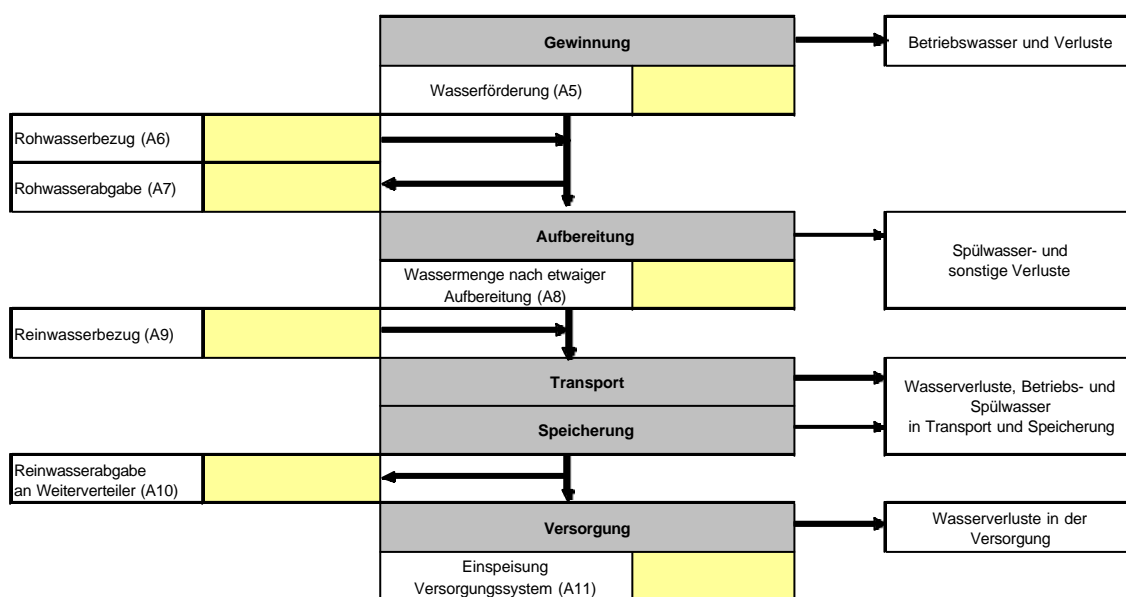 Gewinnung
Betriebswasser und Verluste
Wasserförderung (A5)
Rohwasserbezug (A6)
Rohwasserabgabe (A7)
Aufbereitung
Spülwasser- und
sonstige Verluste
Wassermenge nach etwaiger
Aufbereitung (A8)
Reinwasserbezug (A9)
Transport
Wasserverluste, Betriebs- und
Spülwasser
in Transport und Speicherung
Speicherung
Reinwasserabgabe
an Weiterverteiler (A10)
Versorgung
Wasserverluste in der
Versorgung
Einspeisung
Versorgungssystem (A11)